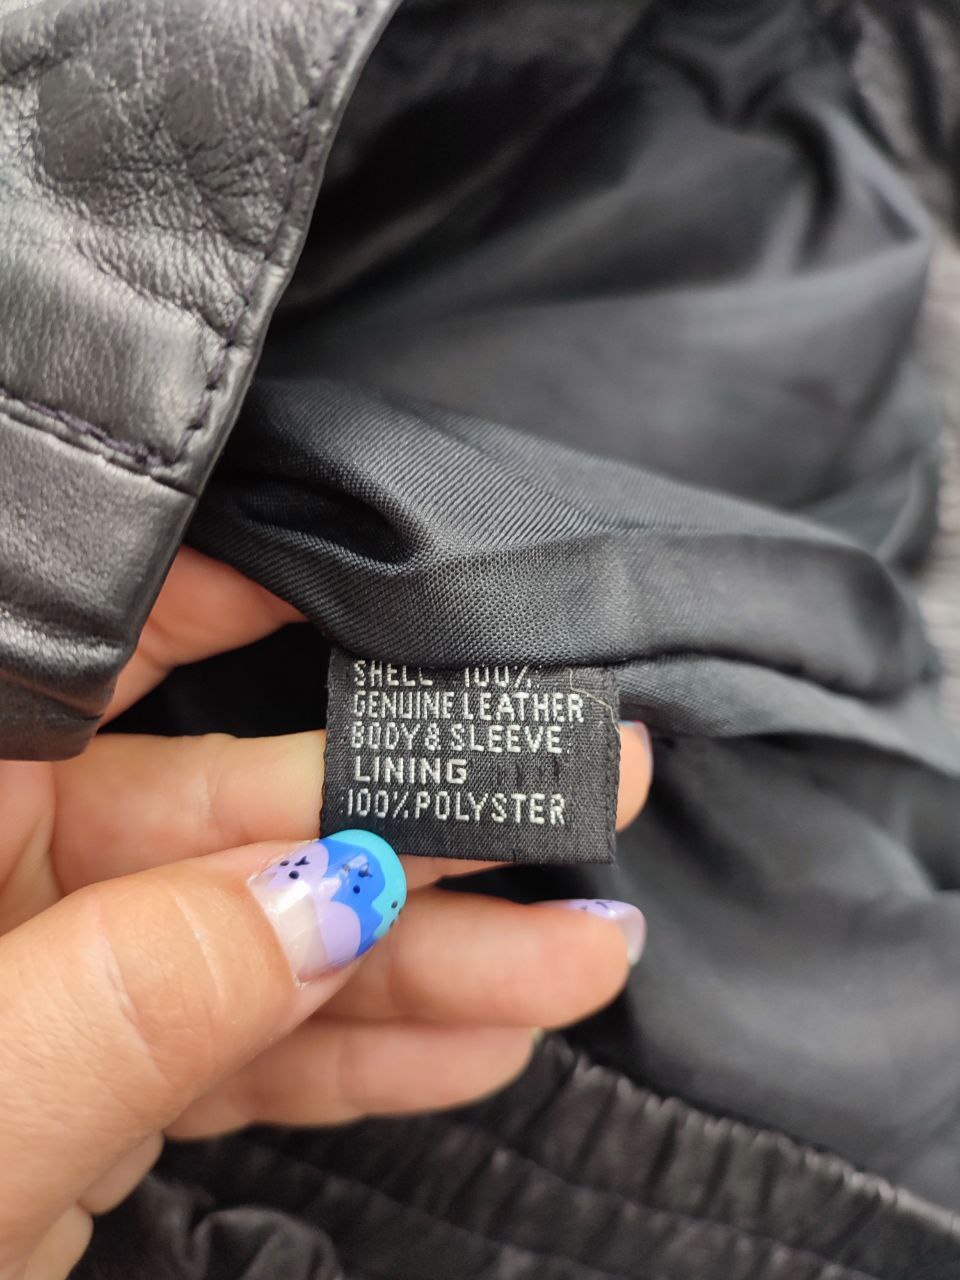 SHELL 100%
GENUINE LEATHER
BODY & SLEEVE
LINING
100% POLYSTER